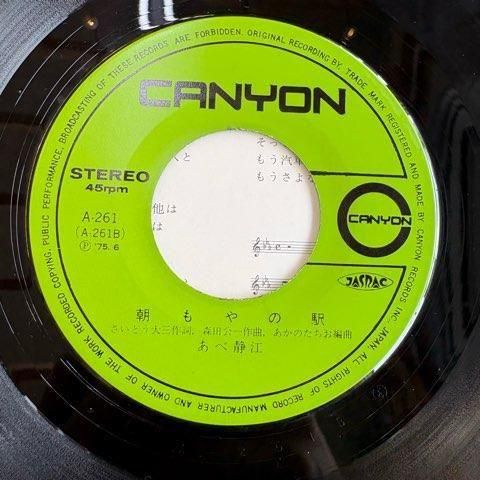 BROADCASTING OF THESE RECORDS ARE FORBIDDEN. ORIGINAL RECORDING BY, TRADE MARK REGISTERED AND MADE BY: CANYON RECORDS INC. JAPAN ALL RIGHTS OF RECORD MANUFACTURER AND OWNER OF THE WORK RECORDED COPYING, PUBLIC PERFORMANCE,
CANYON
STEREO
45rpm
A-261
(A-261B)
Ⓟ '75. 6
CANYON
JASRAC
もう汽車
もうさよな
と
他は
は
朝もやの駅
さいとう大三作詞、森田公一作曲、あかのたちお編曲
あべ静江